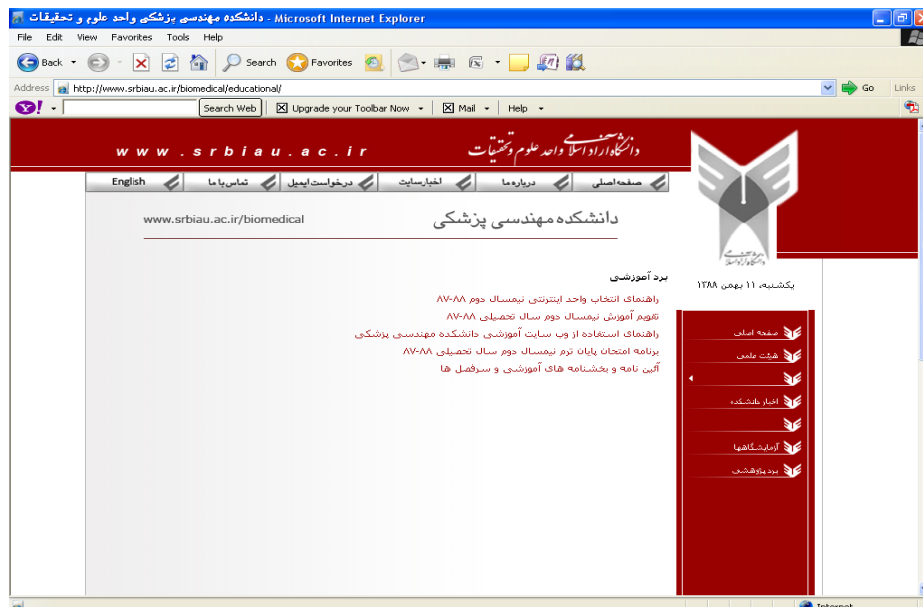 دانشکده مهندسی پزشکی واحد علوم و تحقیقات - Microsoft Internet Explorer
File Edit View Favorites Tools Help
Back Search Favorites
Address http://www.srbiau.ac.ir/biomedical/educational/ Go Links
Search Web Upgrade your Toolbar Now Mail Help
www.srbiau.ac.ir
دانشگاه آزاد اسلامی واحد علوم و تحقیقات
صفحه اصلی درباره ما اخبار سایت درخواست ایمیل تماس با ما English
دانشکده مهندسی پزشکی www.srbiau.ac.ir/biomedical
دانشگاه آزاد اسلامی
یکشنبه، ۱۱ بهمن ۱۳۸۸
برد آموزشی
راهنمای انتخاب واحد اینترنتی نیمسال دوم ۸۸-۸۷
تقویم آموزش نیمسال دوم سال تحصیلی ۸۸-۸۷
راهنمای استفاده از وب سایت آموزشی دانشکده مهندسی پزشکی
برنامه امتحان پایان ترم نیمسال دوم سال تحصیلی ۸۸-۸۷
آئین نامه و بخشنامه های آموزشی و سرفصل ها
صفحه اصلی
هیئت علمی
اخبار دانشکده
آزمایشگاهها
برد پژوهشی
Internet